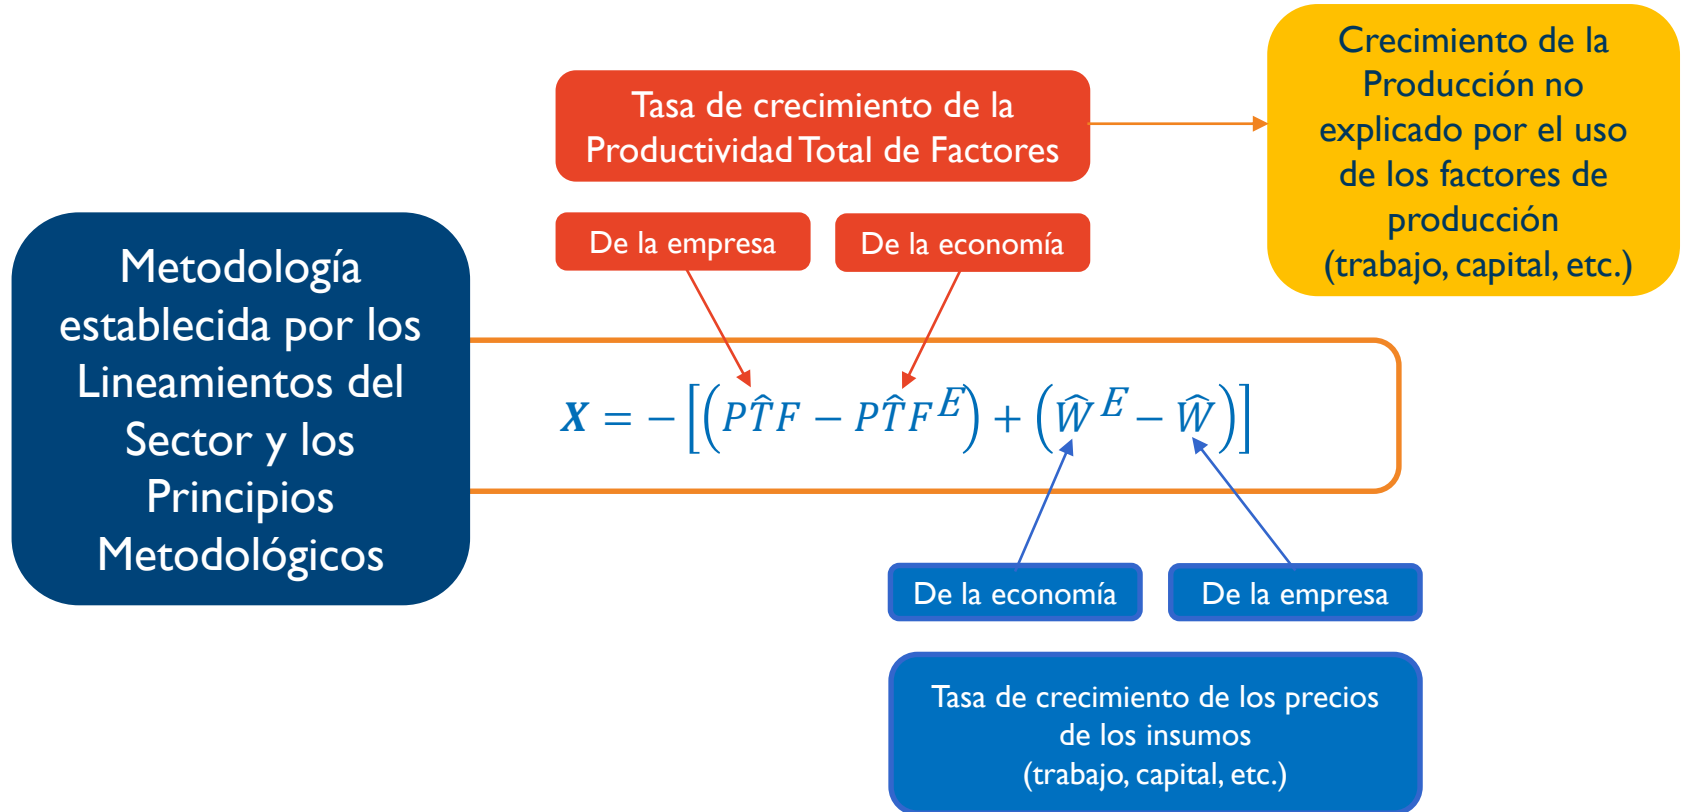 Metodología
establecida por los
Lineamientos del
Sector y los
Principios
Metodológicos
Tasa de crecimiento de la
Productividad Total de Factores
Crecimiento de la
Producción no
explicado por el uso
de los factores de
producción
(trabajo, capital, etc.)
De la empresa
De la economía
X = −[(PT̂F − PT̂F^E) + (Ŵ^E − Ŵ)]
De la economía
De la empresa
Tasa de crecimiento de los precios
de los insumos
(trabajo, capital, etc.)